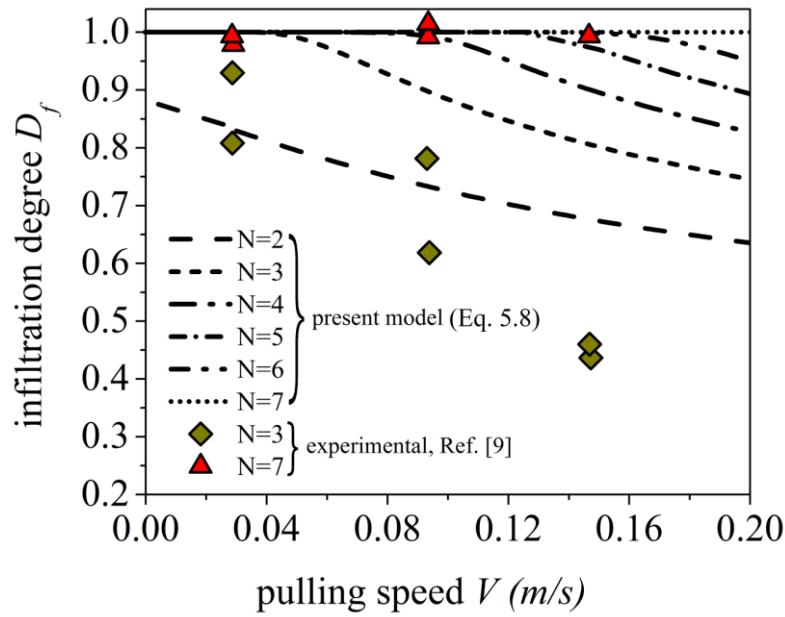 infiltration degree D_f
1.0
0.9
0.8
0.7
0.6
0.5
0.4
0.3
0.2
N=2
N=3
N=4
N=5
N=6
N=7
present model (Eq. 5.8)
N=3
N=7
experimental, Ref. [9]
0.00 0.04 0.08 0.12 0.16 0.20
pulling speed V (m/s)